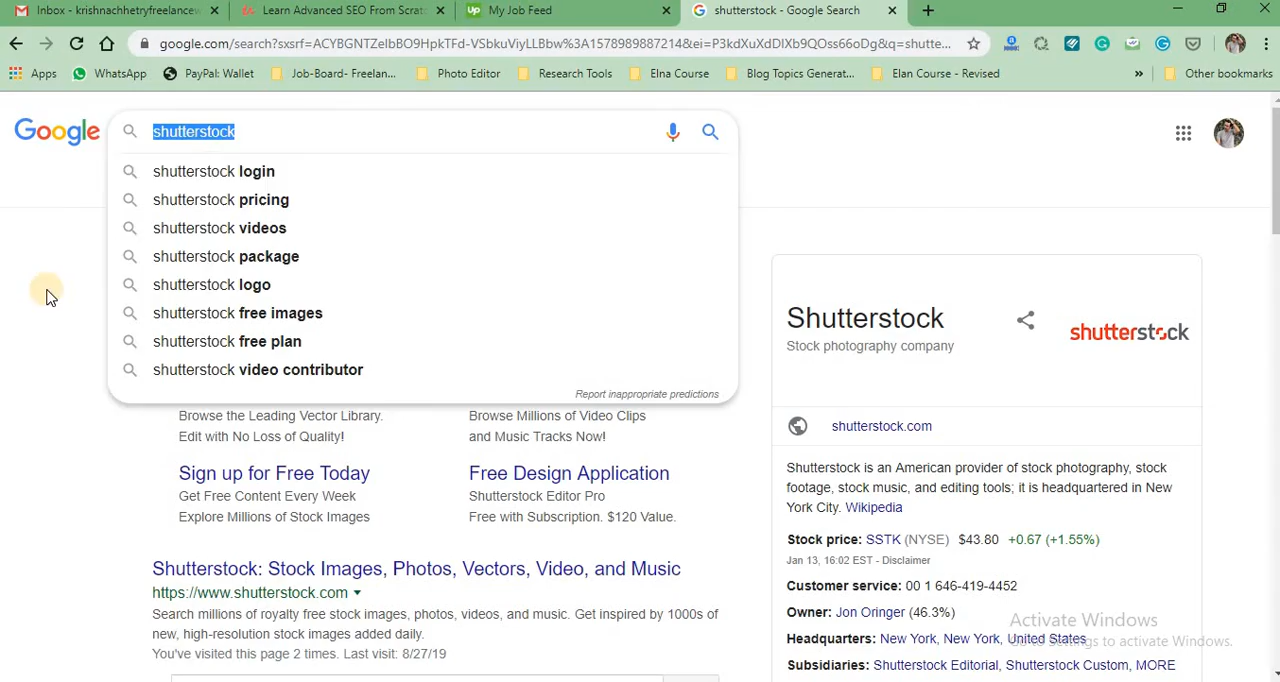 Inbox - krishnachhetryfreelancew
Learn Advanced SEO From Scrat
Up My Job Feed
G shutterstock - Google Search
google.com/search?sxsrf=ACYBGNTZelbDO9HpkTFd-VSbkuViyLLBbw%3A1578989887214&ei=P3kdXuXdDIXbQQOss66oDg&q=shutte...
Apps WhatsApp PayPal: Wallet Job-Board- Freelan... Photo Editor Research Tools Elna Course Blog Topics Generat... Elan Course - Revised » Other bookmarks
Google
shutterstock
shutterstock login
shutterstock pricing
shutterstock videos
shutterstock package
shutterstock logo
shutterstock free images
shutterstock free plan
shutterstock video contributor
Report inappropriate predictions
Browse the Leading Vector Library.
Edit with No Loss of Quality!
Browse Millions of Video Clips
and Music Tracks Now!
Sign up for Free Today
Get Free Content Every Week
Explore Millions of Stock Images
Free Design Application
Shutterstock Editor Pro
Free with Subscription. $120 Value.
Shutterstock: Stock Images, Photos, Vectors, Video, and Music
https://www.shutterstock.com
Search millions of royalty free stock images, photos, videos, and music. Get inspired by 1000s of
new, high-resolution stock images added daily.
You've visited this page 2 times. Last visit: 8/27/19
Shutterstock
Stock photography company
shutterstock
shutterstock.com
Shutterstock is an American provider of stock photography, stock
footage, stock music, and editing tools; it is headquartered in New
York City. Wikipedia
Stock price: SSTK (NYSE) $43.80 +0.67 (+1.55%)
Jan 13, 16:02 EST - Disclaimer
Customer service: 00 1 646-419-4452
Owner: Jon Oringer (46.3%)
Headquarters: New York, New York, United States
Subsidiaries: Shutterstock Editorial, Shutterstock Custom, MORE
Activate Windows
Go to Settings to activate Windows.